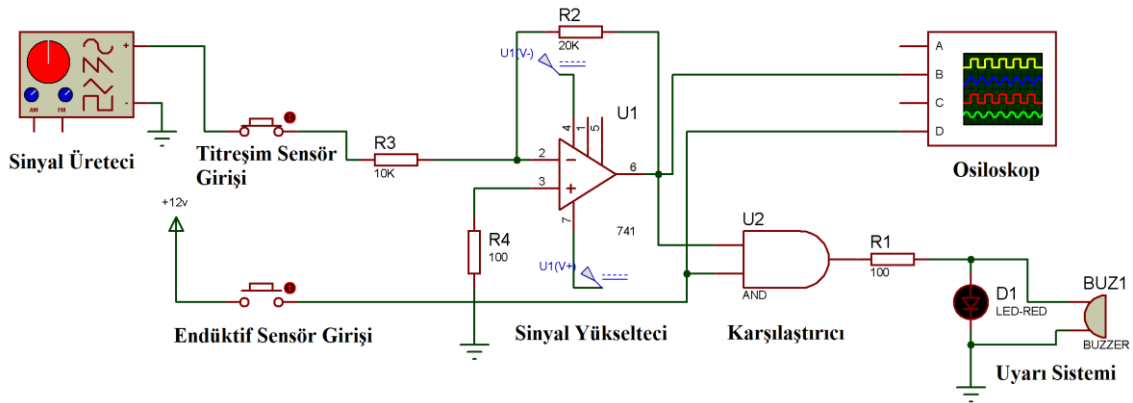 AM
FM
+
-
Sinyal Üreteci
Titreşim Sensör
Girişi
+12v
Endüktif Sensör Girişi
R3
10K
R4
100
R2
20K
U1(V-)
U1
4
1
5
2
3
6
7
741
U1(V+)
Sinyal Yükselteci
U2
AND
Karşılaştırıcı
R1
100
D1
LED-RED
BUZ1
BUZZER
Uyarı Sistemi
A
B
C
D
Osiloskop